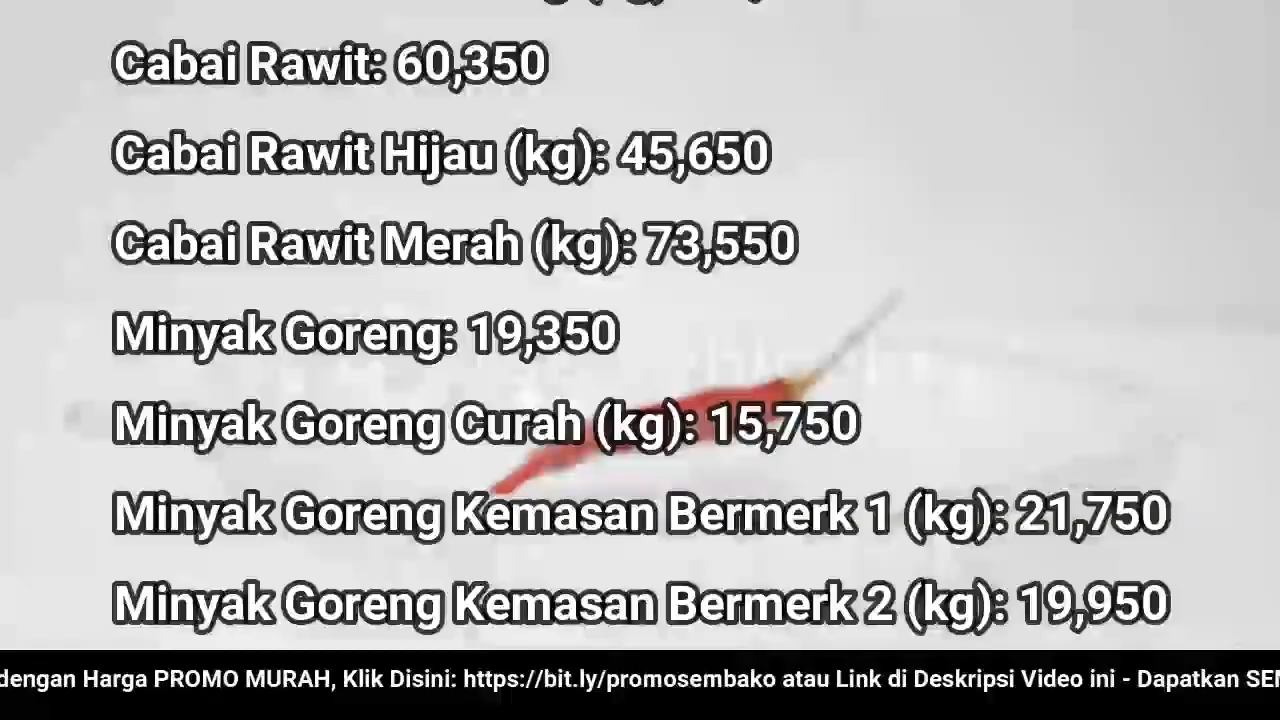 Cabai Rawit: 60,350
Cabai Rawit Hijau (kg): 45,650
Cabai Rawit Merah (kg): 73,550
Minyak Goreng: 19,350
Minyak Goreng Curah (kg): 15,750
Minyak Goreng Kemasan Bermerk 1 (kg): 21,750
Minyak Goreng Kemasan Bermerk 2 (kg): 19,950
dengan Harga PROMO MURAH, Klik Disini: https://bit.ly/promosembako atau Link di Deskripsi Video ini - Dapatkan